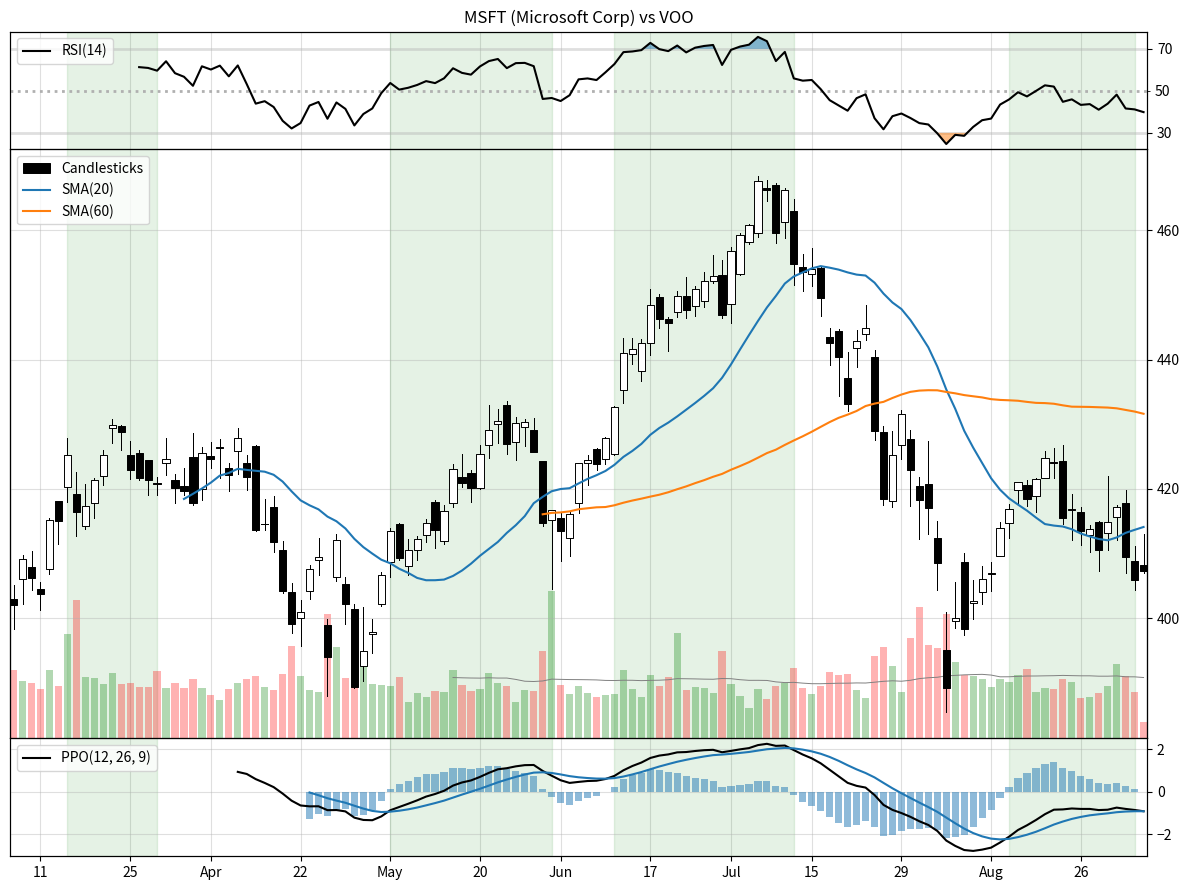 MSFT (Microsoft Corp) vs VOO
RSI(14)
70
50
30
Candlesticks
SMA(20)
SMA(60)
460
440
420
400
PPO(12, 26, 9)
2
0
−2
11 25 Apr 22 May 20 Jun 17 Jul 15 29 Aug 26